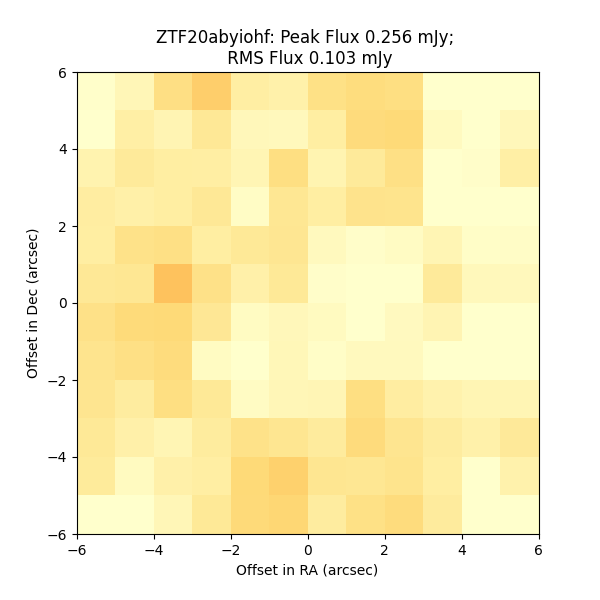 ZTF20abyiohf: Peak Flux 0.256 mJy;
RMS Flux 0.103 mJy
6
4
2
0
−2
−4
−6
Offset in Dec (arcsec)
−6 −4 −2 0 2 4 6
Offset in RA (arcsec)